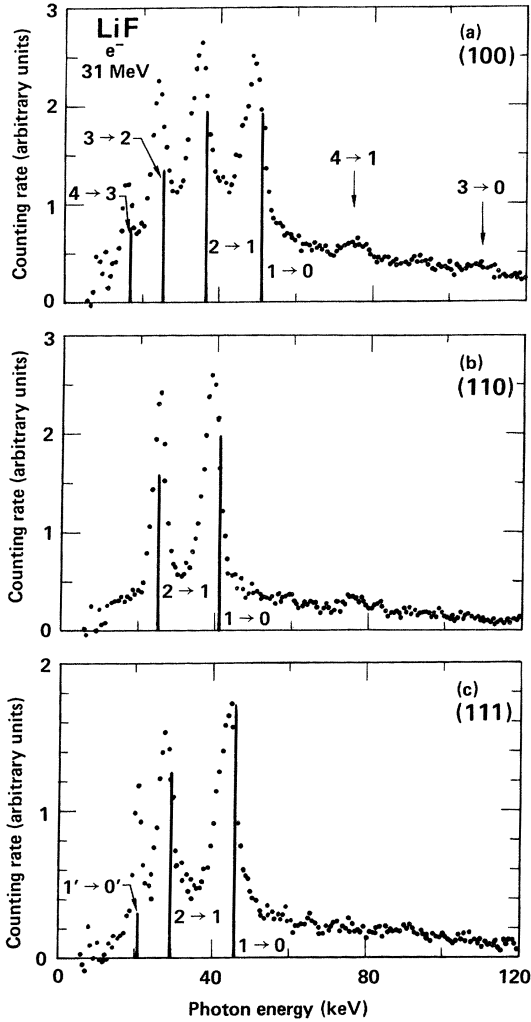 LiF
e⁻
31 MeV
(a)
(100)
3 → 2
4 → 3
2 → 1
1 → 0
4 → 1
3 → 0
3
2
1
0
Counting rate (arbitrary units)
(b)
(110)
2 → 1
1 → 0
3
2
1
0
Counting rate (arbitrary units)
(c)
(111)
1′ → 0′
2 → 1
1 → 0
2
1
0
Counting rate (arbitrary units)
0 40 80 120
Photon energy (keV)